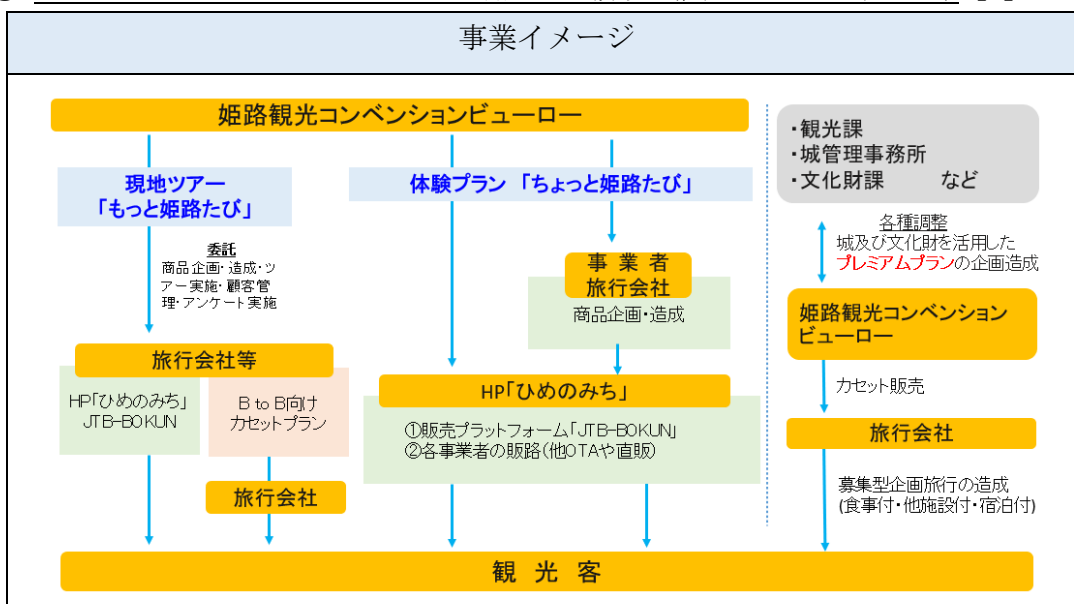 事業イメージ
姫路観光コンベンションビューロー
現地ツアー
「もっと姫路たび」
委託
商品企画・造成・ツ
アー実施・顧客管
理・アンケート実施
旅行会社等
HP「ひめのみち」
JTB-BOKUN
B to B向け
カセットプラン
旅行会社
体験プラン 「ちょっと姫路たび」
事 業 者
旅行会社
商品企画・造成
HP「ひめのみち」
①販売プラットフォーム「JTB-BOKUN」
②各事業者の販路(他OTAや直販)
・観光課
・城管理事務所
・文化財課 など
各種調整
城及び文化財を活用した
プレミアムプランの企画造成
姫路観光コンベンション
ビューロー
カセット販売
旅行会社
募集型企画旅行の造成
(食事付・他施設付・宿泊付)
観 光 客